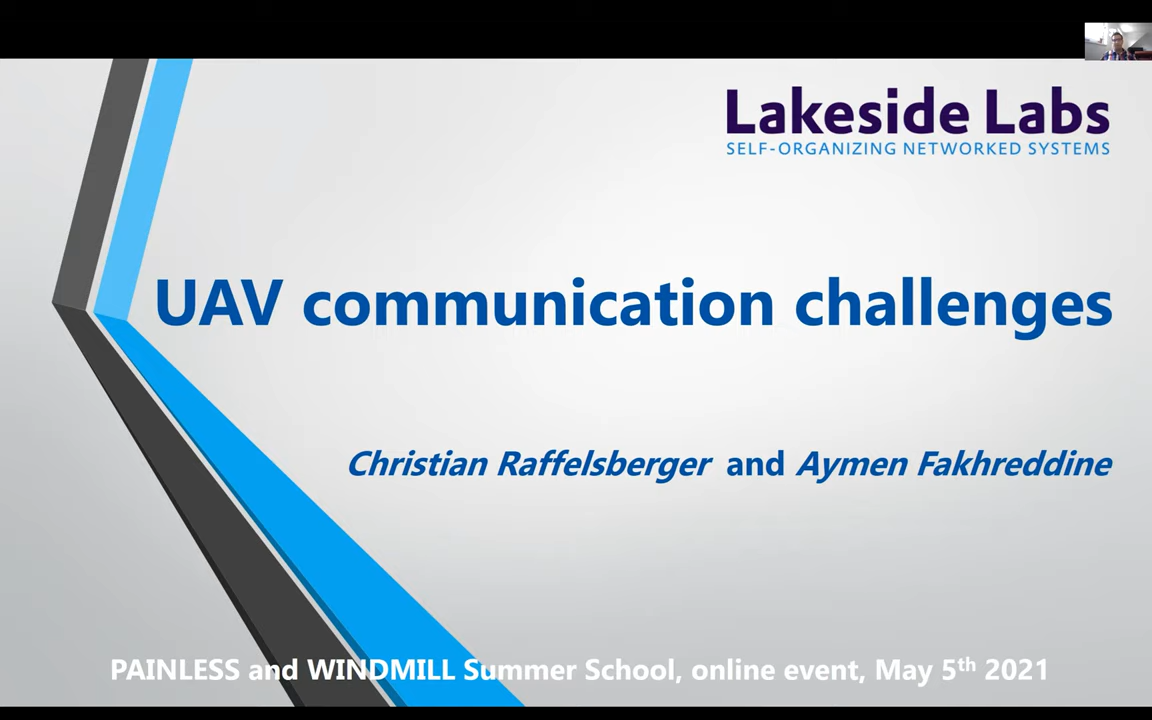 Lakeside Labs
SELF-ORGANIZING NETWORKED SYSTEMS
UAV communication challenges
Christian Raffelsberger and Aymen Fakhreddine
PAINLESS and WINDMILL Summer School, online event, May 5th 2021